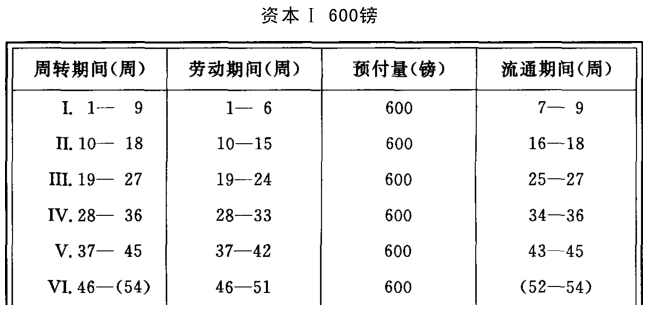 资本Ⅰ 600镑
周转期间(周) 劳动期间(周) 预付量(镑) 流通期间(周)
Ⅰ. 1— 9 1— 6 600 7— 9
Ⅱ. 10— 18 10—15 600 16—18
Ⅲ. 19— 27 19—24 600 25—27
Ⅳ. 28— 36 28—33 600 34—36
Ⅴ. 37— 45 37—42 600 43—45
Ⅵ. 46—(54) 46—51 600 (52—54)